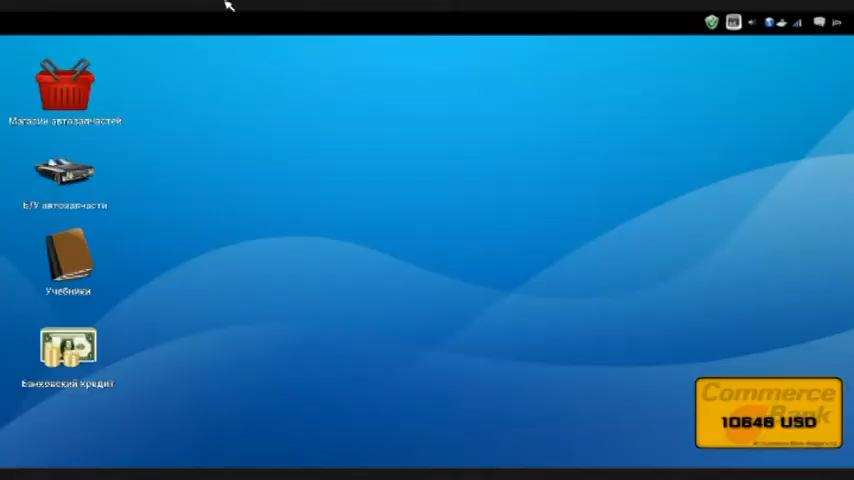 Магазин автозапчастей
Б/У автозапчасти
Учебники
Банковский кредит
Commerce
Bank
10646 USD